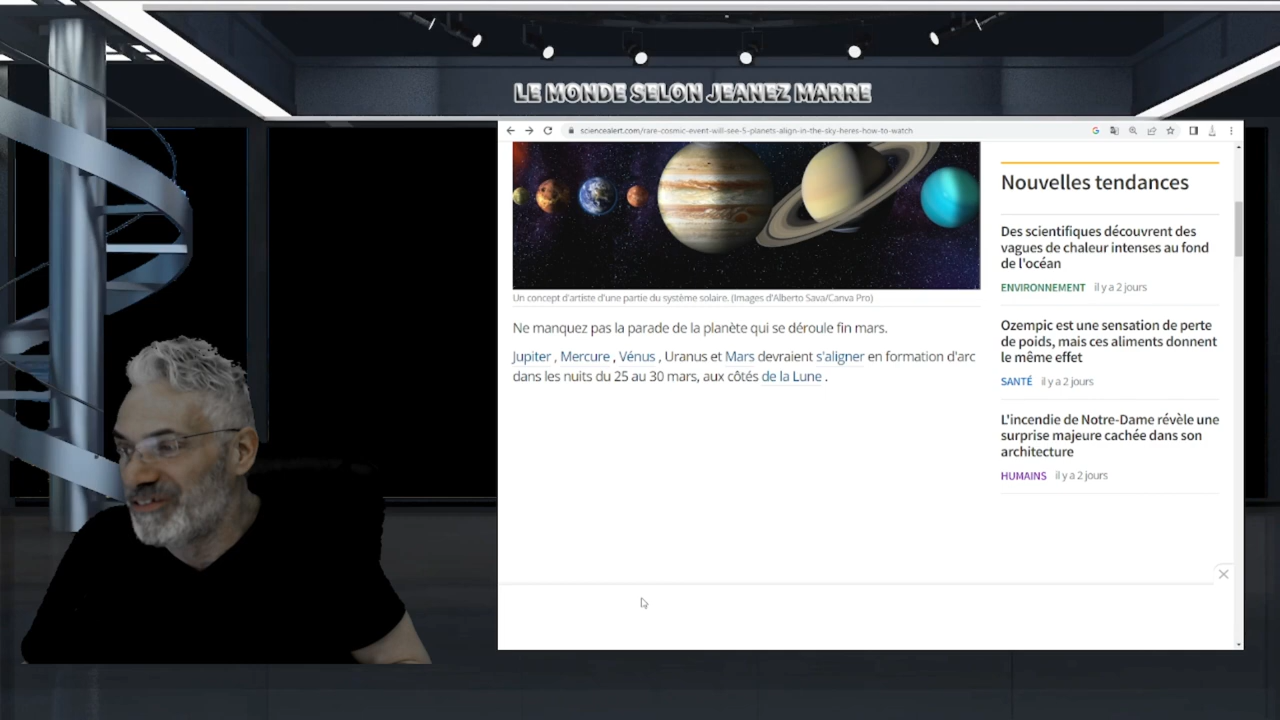 LE MONDE SELON JEANEZ MARRE
sciencealert.com/rare-cosmic-event-will-see-5-planets-align-in-the-sky-heres-how-to-watch
Un concept d'artiste d'une partie du système solaire. (Images d'Alberto Sava/Canva Pro)
Ne manquez pas la parade de la planète qui se déroule fin mars.
Jupiter , Mercure , Vénus , Uranus et Mars devraient s'aligner en formation d'arc
dans les nuits du 25 au 30 mars, aux côtés de la Lune .
Nouvelles tendances
Des scientifiques découvrent des
vagues de chaleur intenses au fond
de l'océan
ENVIRONNEMENT il y a 2 jours
Ozempic est une sensation de perte
de poids, mais ces aliments donnent
le même effet
SANTÉ il y a 2 jours
L'incendie de Notre-Dame révèle une
surprise majeure cachée dans son
architecture
HUMAINS il y a 2 jours